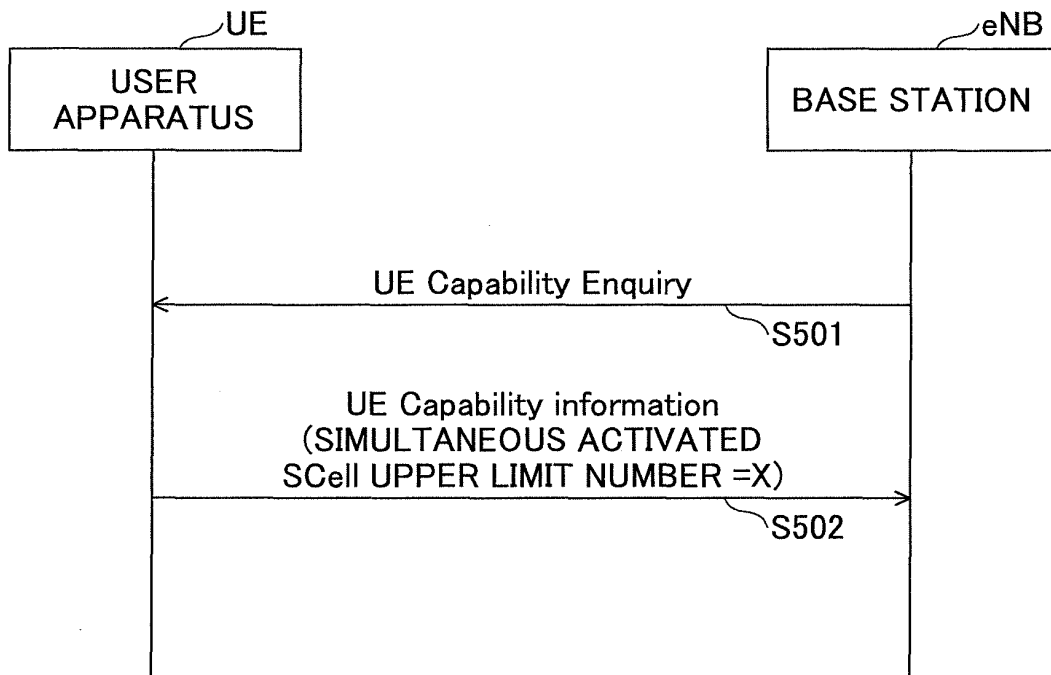 UE
eNB
USER
APPARATUS
BASE STATION
UE Capability Enquiry
S501
UE Capability information
(SIMULTANEOUS ACTIVATED
SCell UPPER LIMIT NUMBER =X)
S502